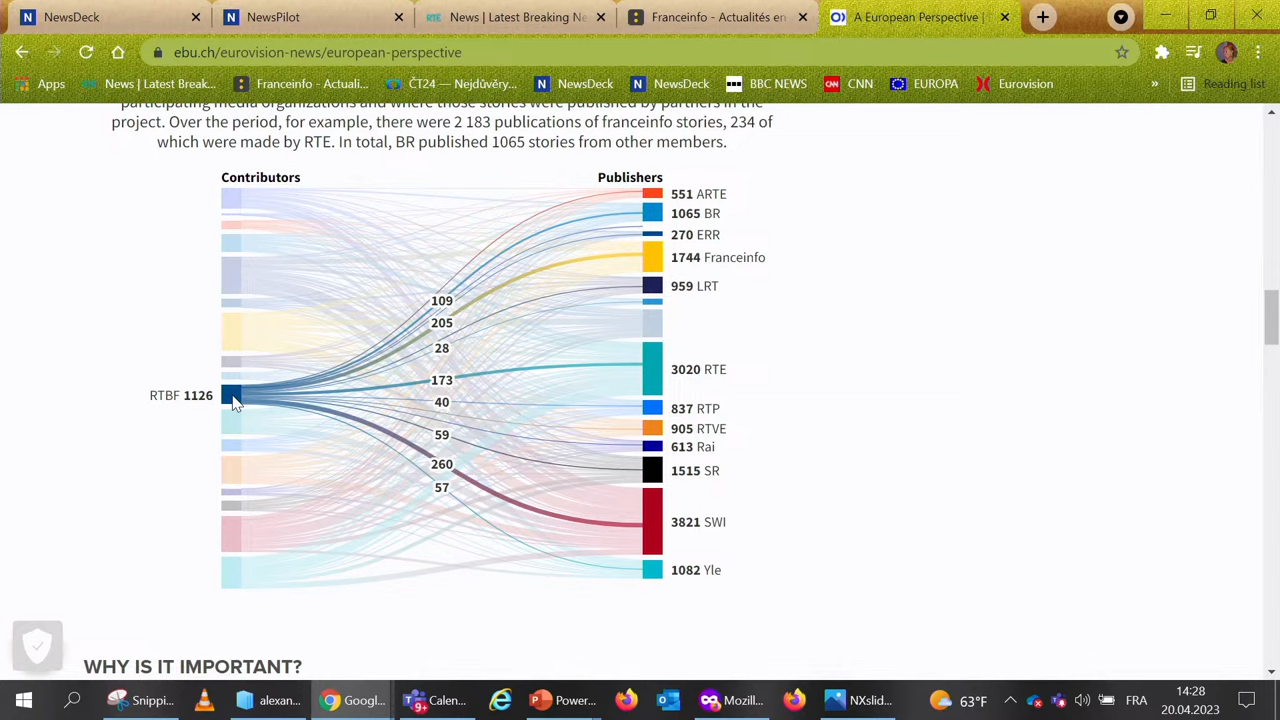 NewsDeck
NewsPilot
News | Latest Breaking Ne
Franceinfo - Actualités en
A European Perspective |
ebu.ch/eurovision-news/european-perspective
Apps
News | Latest Break...
Franceinfo - Actuali...
ČT24 — Nejdůvěry...
NewsDeck
NewsDeck
BBC NEWS
CNN
EUROPA
Eurovision
»
Reading list
participating media organizations and where those stories were published by partners in the
project. Over the period, for example, there were 2 183 publications of franceinfo stories, 234 of
which were made by RTE. In total, BR published 1065 stories from other members.
Contributors
Publishers
551 ARTE
1065 BR
270 ERR
1744 Franceinfo
959 LRT
109
205
28
173
3020 RTE
RTBF 1126
40
837 RTP
905 RTVE
59
613 Rai
260
1515 SR
57
3821 SWI
1082 Yle
WHY IS IT IMPORTANT?
Snippi...
alexan...
Googl...
Calen...
9+
Power...
Mozill...
NXslid...
63°F
FRA
14:28
20.04.2023